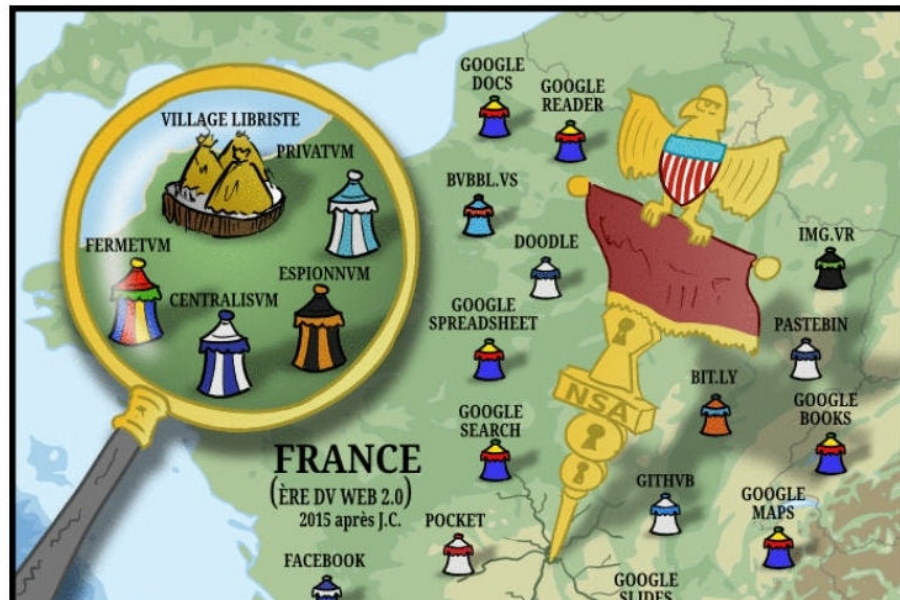 GOOGLE
DOCS
GOOGLE
READER
VILLAGE LIBRISTE
PRIVATVM
BVBBL.VS
FERMETVM
DOODLE
IMG.VR
ESPIONNVM
CENTRALISVM
GOOGLE
SPREADSHEET
PASTEBIN
BIT.LY
NSA
GOOGLE
BOOKS
GOOGLE
SEARCH
FRANCE
(ÈRE DV WEB 2.0)
2015 après J.C.
GITHVB
GOOGLE
MAPS
POCKET
FACEBOOK
GOOGLE
SLIDES